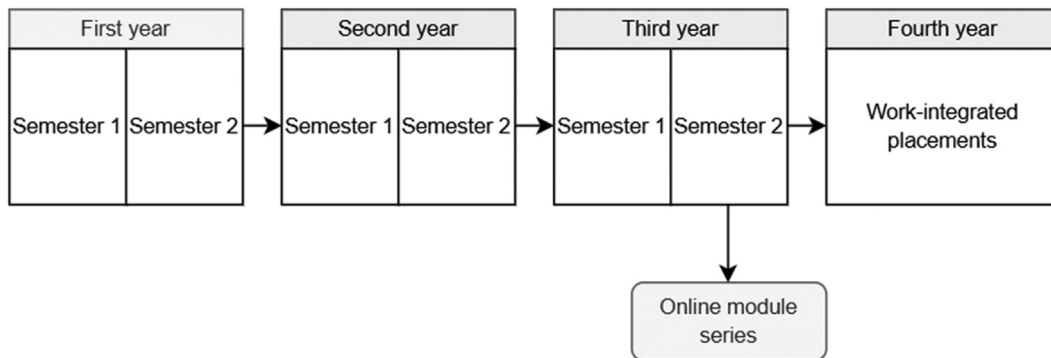 First year
Second year
Third year
Fourth year
Semester 1
Semester 2
Semester 1
Semester 2
Semester 1
Semester 2
Work-integrated
placements
Online module
series